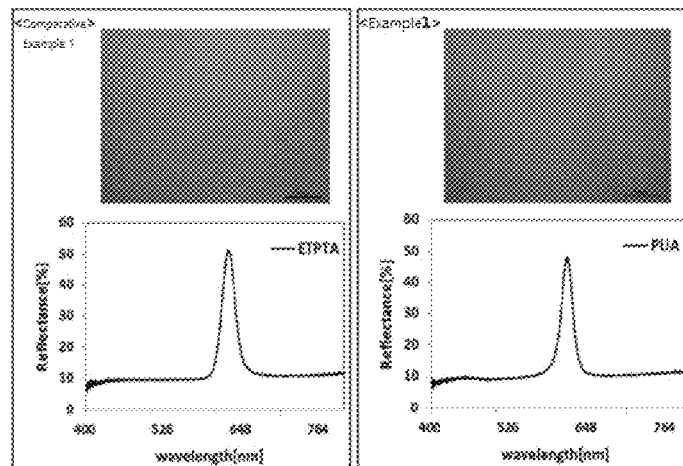 <Comparative>
Example 1
60
50
40
30
20
10
0
Reflectance[%]
ETPTA
400
526
648
764
wavelength[nm]
<Example1>
60
50
40
30
20
10
0
Reflectance[%]
PUA
400
526
648
764
wavelength[nm]